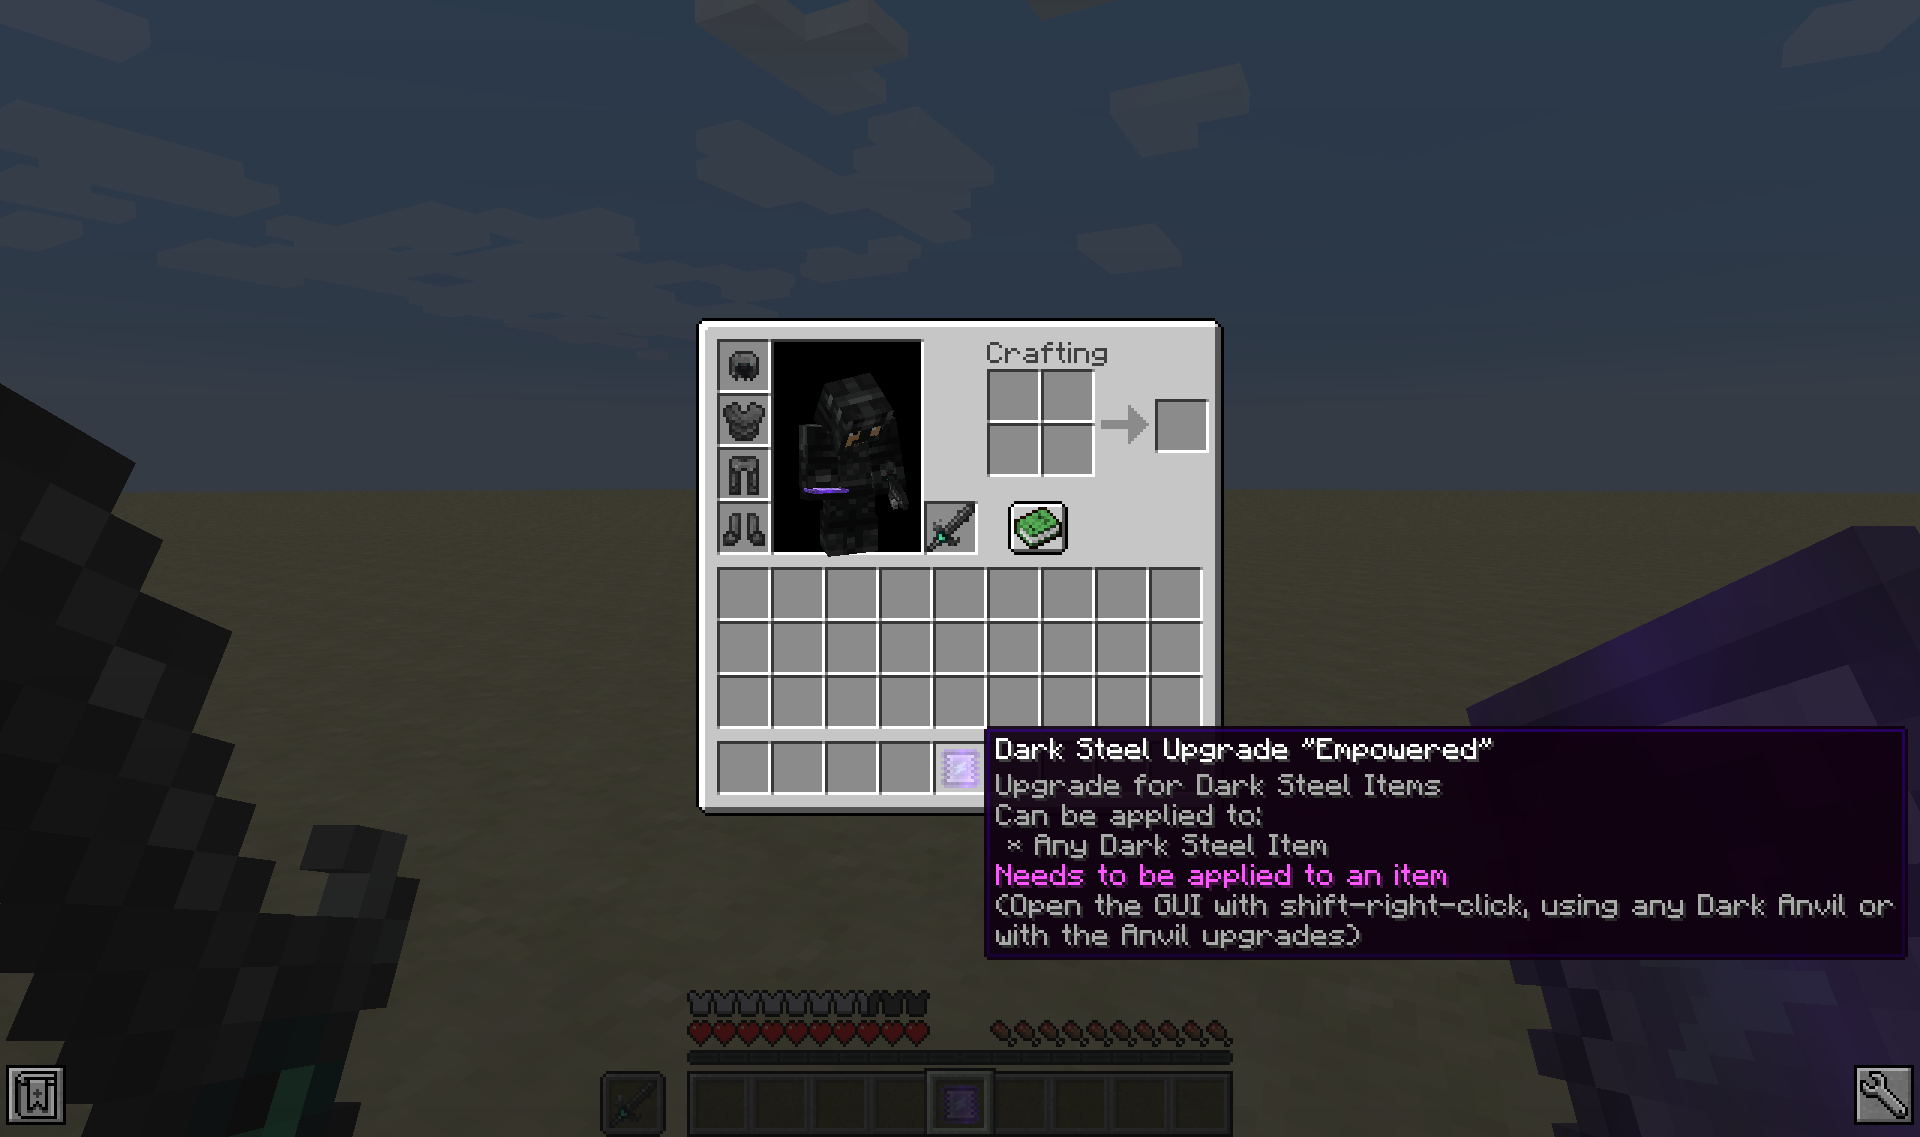 Crafting
Dark Steel Upgrade "Empowered"
Upgrade for Dark Steel Items
Can be applied to:
× Any Dark Steel Item
Needs to be applied to an item
(Open the GUI with shift-right-click, using any Dark Anvil or
with the Anvil upgrades)